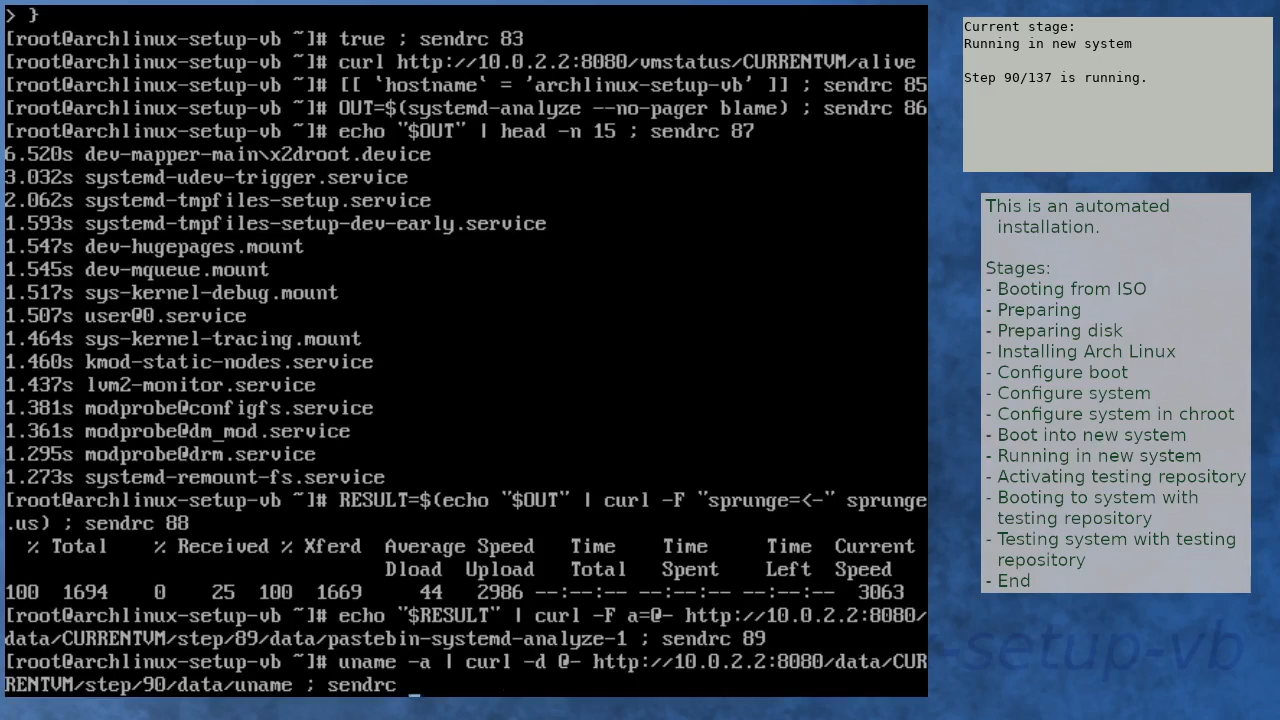 > }
[root@archlinux-setup-vb ~]# true ; sendrc 83
[root@archlinux-setup-vb ~]# curl http://10.0.2.2:8080/vmstatus/CURRENTVM/alive
[root@archlinux-setup-vb ~]# [[ `hostname` = 'archlinux-setup-vb' ]] ; sendrc 85
[root@archlinux-setup-vb ~]# OUT=$(systemd-analyze --no-pager blame) ; sendrc 86
[root@archlinux-setup-vb ~]# echo "$OUT" | head -n 15 ; sendrc 87
6.520s dev-mapper-main\x2droot.device
3.032s systemd-udev-trigger.service
2.062s systemd-tmpfiles-setup.service
1.593s systemd-tmpfiles-setup-dev-early.service
1.547s dev-hugepages.mount
1.545s dev-mqueue.mount
1.517s sys-kernel-debug.mount
1.507s user@0.service
1.464s sys-kernel-tracing.mount
1.460s kmod-static-nodes.service
1.437s lvm2-monitor.service
1.381s modprobe@configfs.service
1.361s modprobe@dm_mod.service
1.295s modprobe@drm.service
1.273s systemd-remount-fs.service
[root@archlinux-setup-vb ~]# RESULT=$(echo "$OUT" | curl -F "sprunge=<-" sprunge
.us) ; sendrc 88
  % Total    % Received % Xferd  Average Speed   Time    Time     Time  Current
                                 Dload  Upload   Total   Spent    Left  Speed
100  1694    0    25  100  1669     44   2986 --:--:-- --:--:-- --:--:--  3063
[root@archlinux-setup-vb ~]# echo "$RESULT" | curl -F a=@- http://10.0.2.2:8080/
data/CURRENTVM/step/89/data/pastebin-systemd-analyze-1 ; sendrc 89
[root@archlinux-setup-vb ~]# uname -a | curl -d @- http://10.0.2.2:8080/data/CUR
RENTVM/step/90/data/uname ; sendrc _
Current stage:
Running in new system
Step 90/137 is running.
This is an automated
installation.
Stages:
- Booting from ISO
- Preparing
- Preparing disk
- Installing Arch Linux
- Configure boot
- Configure system
- Configure system in chroot
- Boot into new system
- Running in new system
- Activating testing repository
- Booting to system with
testing repository
- Testing system with testing
repository
- End
-setup-vb